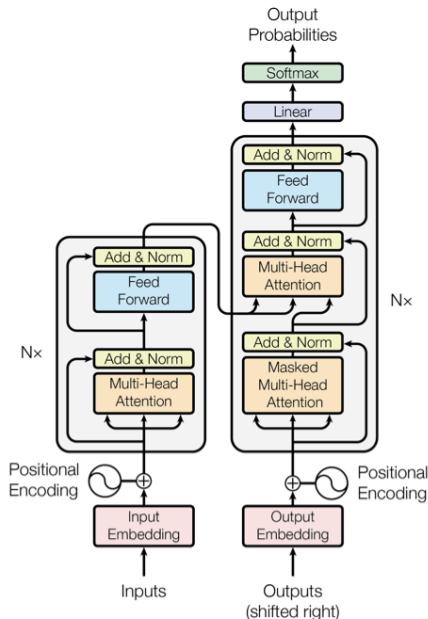 Output
Probabilities
Softmax
Linear
Add & Norm
Feed
Forward
Add & Norm
Multi-Head
Attention
Add & Norm
Masked
Multi-Head
Attention
N×
Add & Norm
Feed
Forward
Add & Norm
Multi-Head
Attention
N×
Positional
Encoding
Positional
Encoding
Input
Embedding
Output
Embedding
Inputs
Outputs
(shifted right)